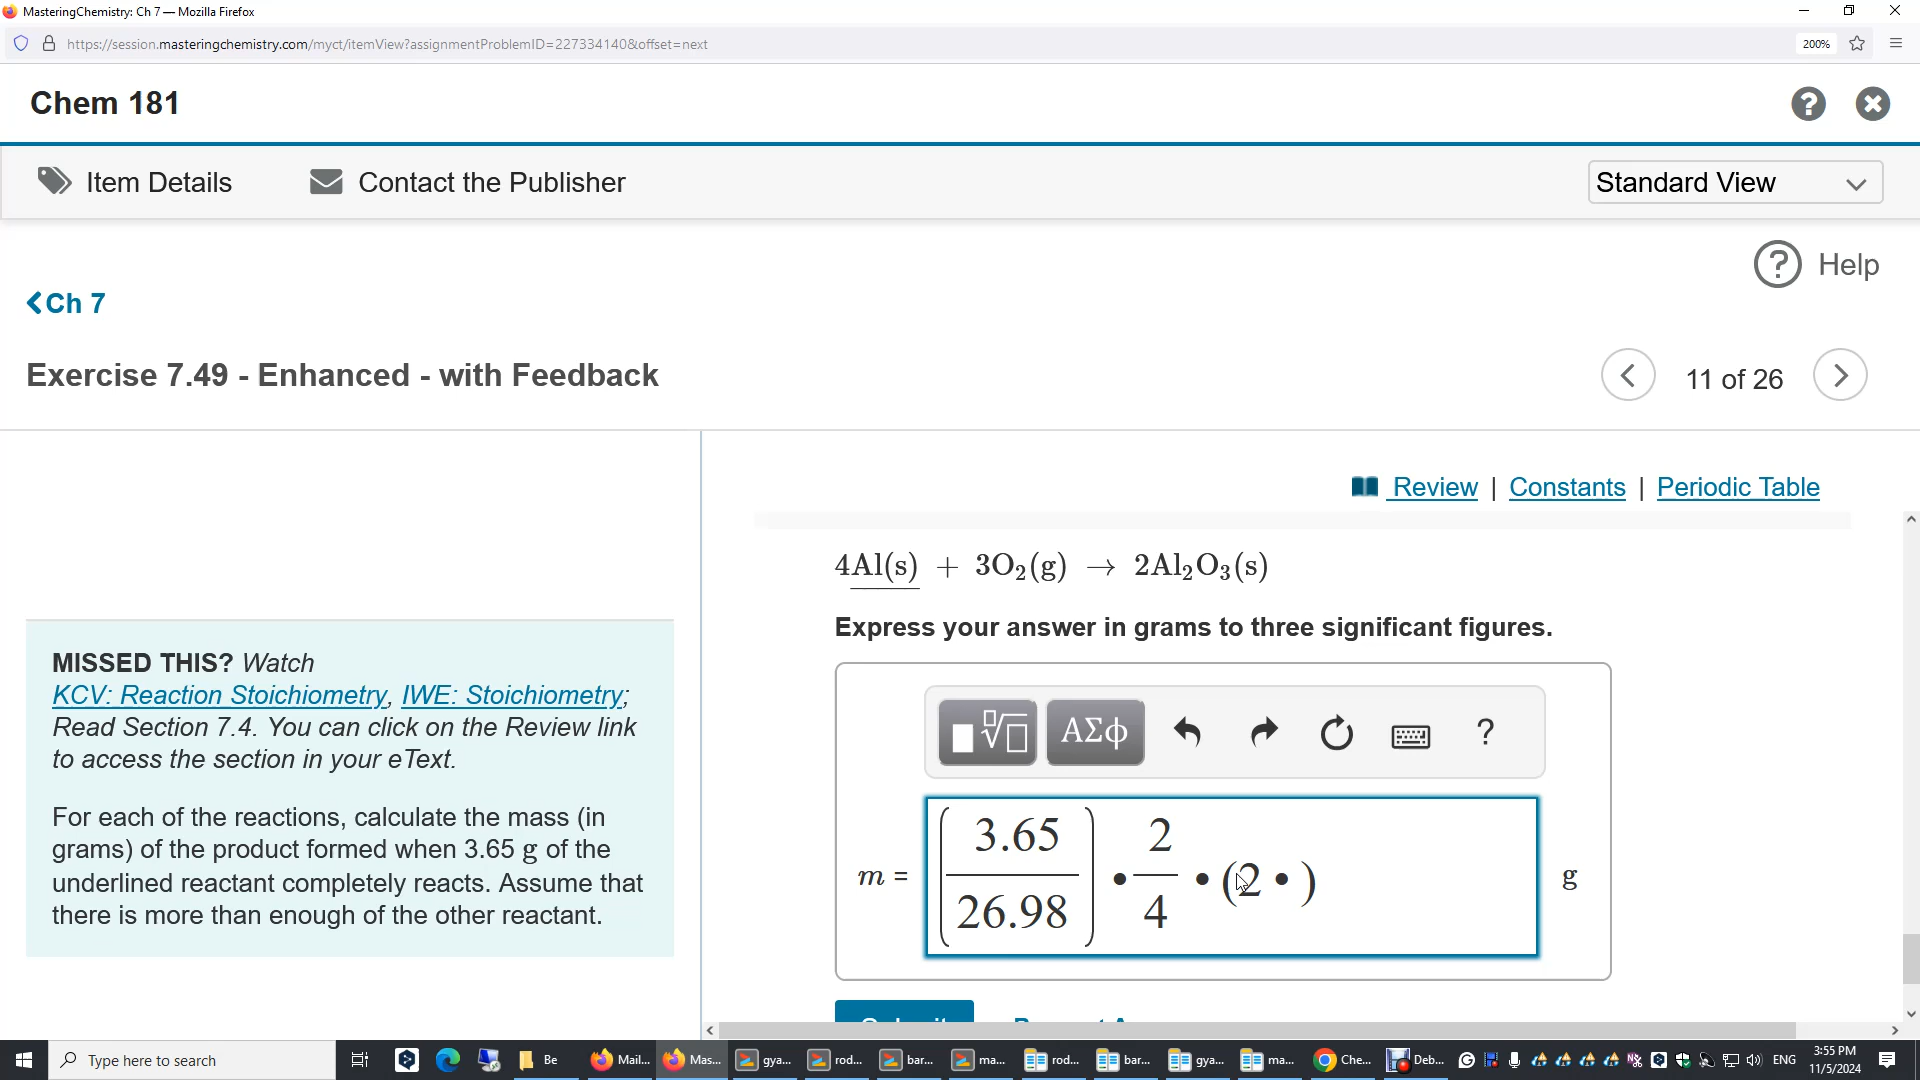 MasteringChemistry: Ch 7 — Mozilla Firefox
https://session.masteringchemistry.com/myct/itemView?assignmentProblemID=227334140&offset=next
200%
Chem 181
Item Details
Contact the Publisher
Standard View
Help
Ch 7
Exercise 7.49 - Enhanced - with Feedback
11 of 26
MISSED THIS? Watch
KCV: Reaction Stoichiometry, IWE: Stoichiometry;
Read Section 7.4. You can click on the Review link
to access the section in your eText.
For each of the reactions, calculate the mass (in
grams) of the product formed when 3.65 g of the
underlined reactant completely reacts. Assume that
there is more than enough of the other reactant.
Review | Constants | Periodic Table
4Al(s) + 3O₂(g) → 2Al₂O₃(s)
Express your answer in grams to three significant figures.
ΑΣϕ
?
m = (3.65/26.98) • 2/4 • (2 • ) g
Type here to search
Be
Mail...
Mas...
gya...
rod...
bar...
ma...
rod...
bar...
gya...
ma...
Che...
Deb...
ENG
3:55 PM
11/5/2024